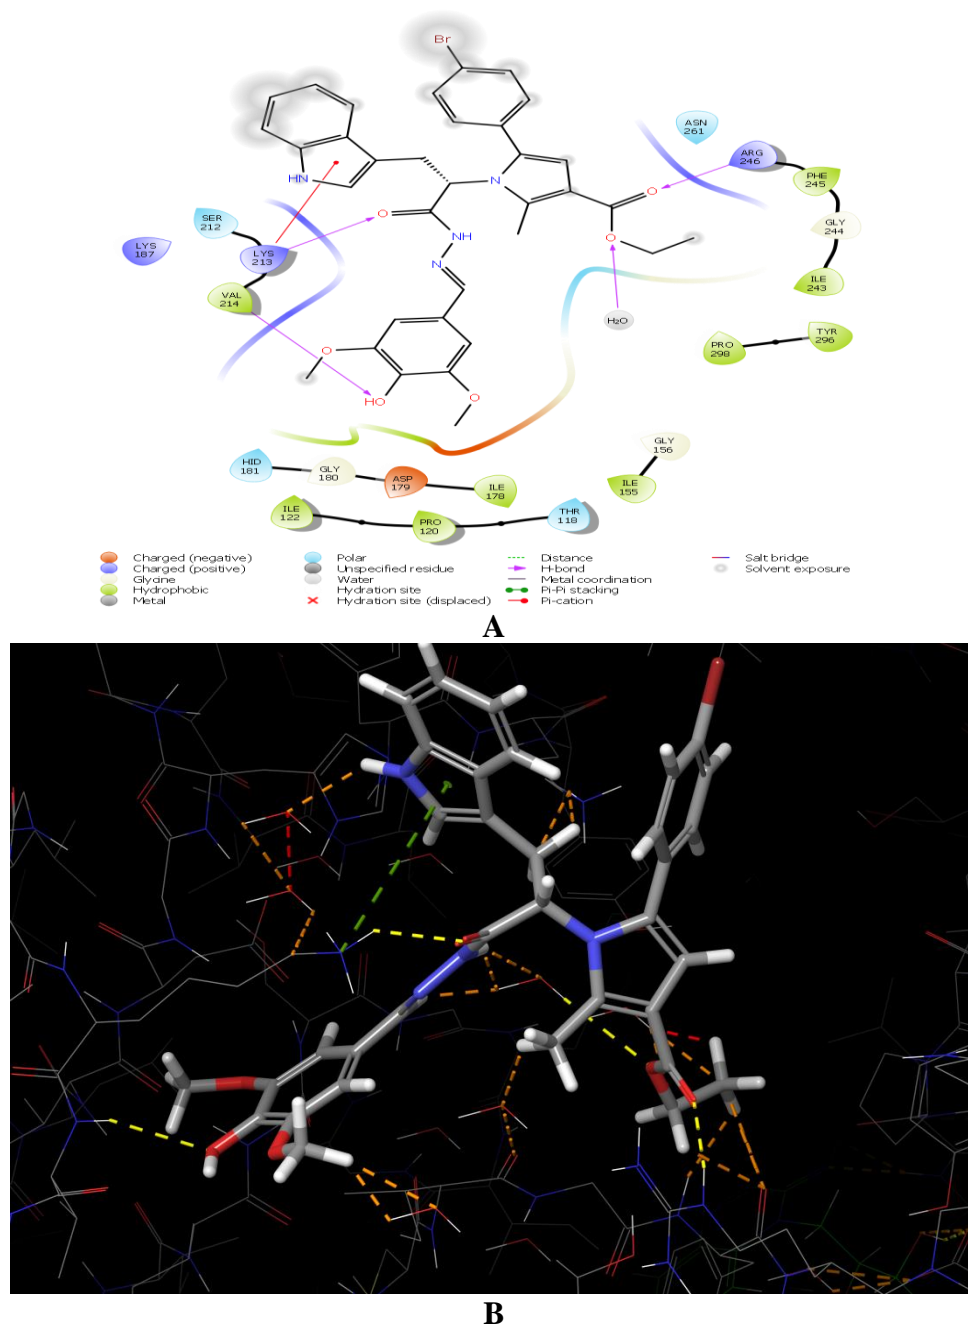 Br
ASN
261
ARG
246
PHE
245
GLY
244
ILE
243
HN
N
O
O
O
SER
212
LYS
187
LYS
213
VAL
214
NH
N
H2O
TYR
296
PRO
298
O
HO
O
GLY
156
ILE
155
HID
181
GLY
180
ASP
179
ILE
178
ILE
122
PRO
120
THR
118
Charged (negative)
Charged (positive)
Glycine
Hydrophobic
Metal
Polar
Unspecified residue
Water
Hydration site
Hydration site (displaced)
Distance
H-bond
Metal coordination
Pi-Pi stacking
Pi-cation
Salt bridge
Solvent exposure
A
B